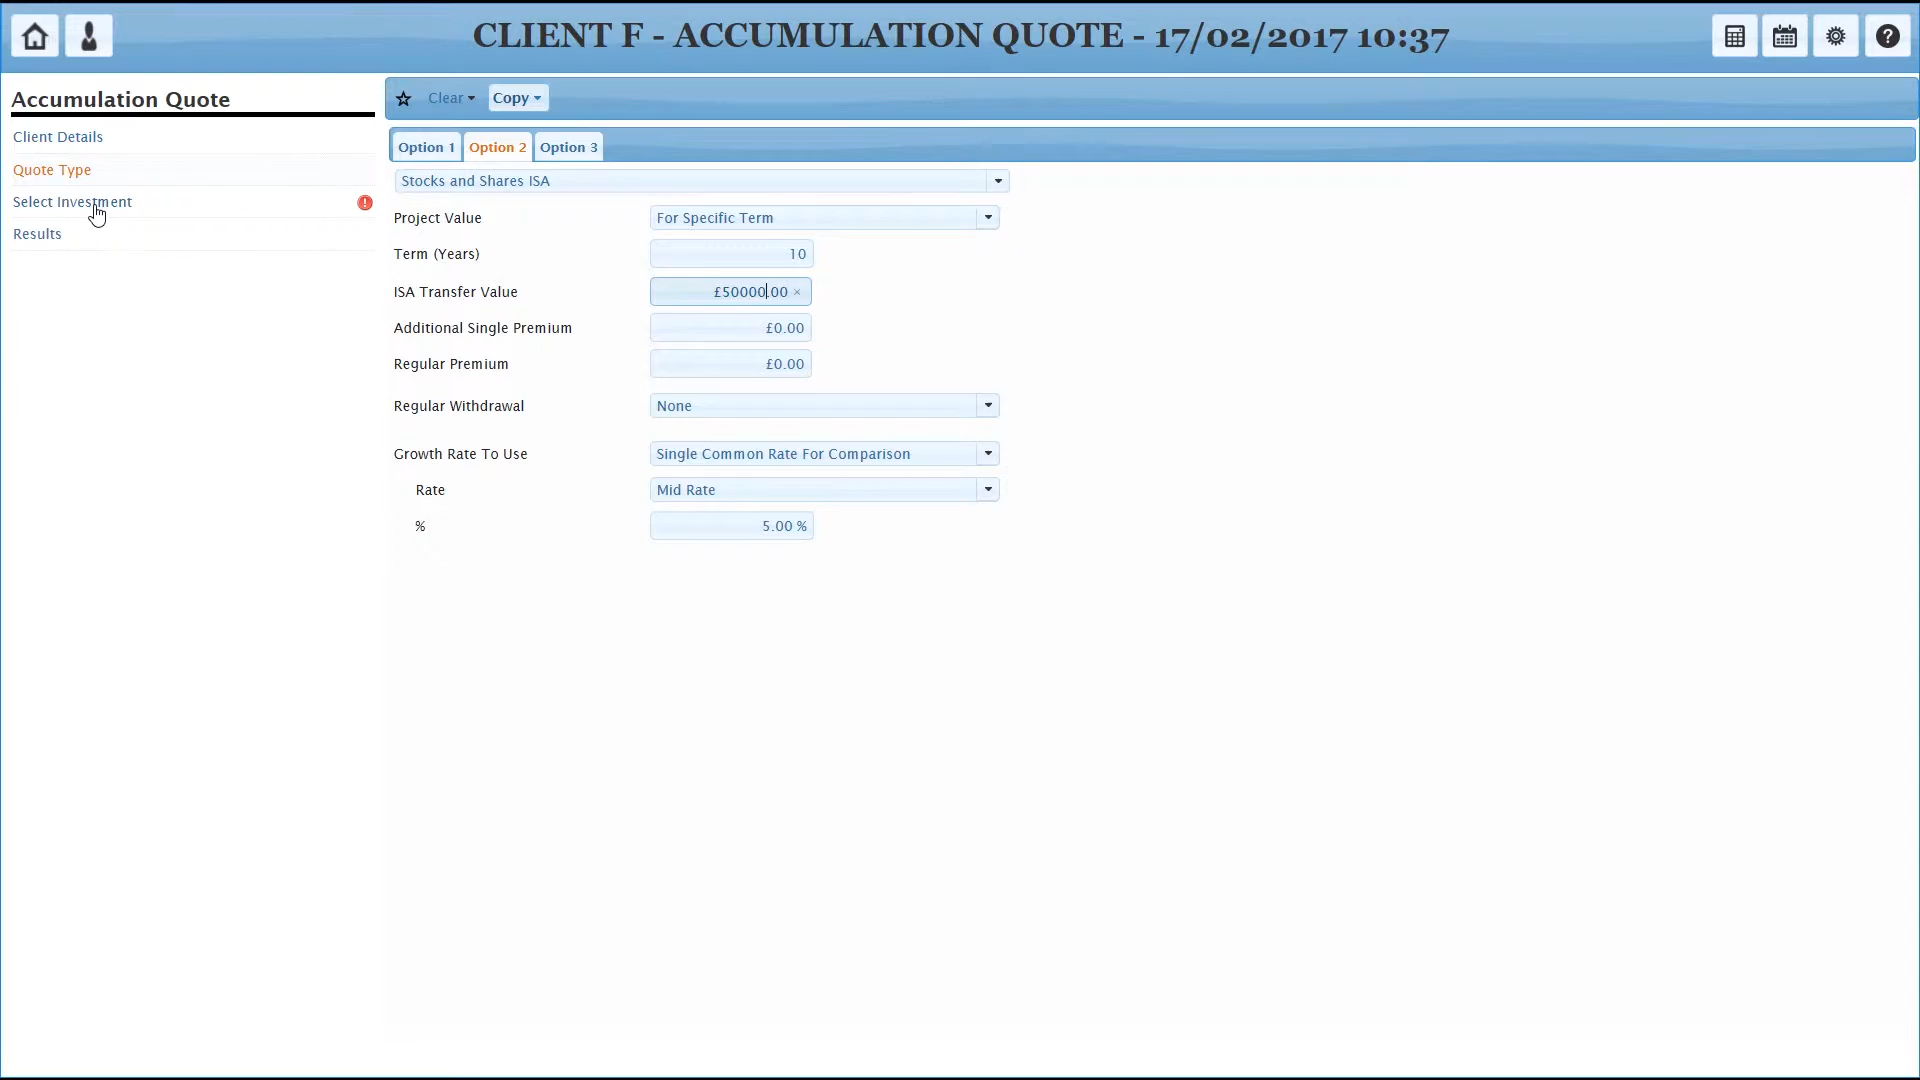 CLIENT F - ACCUMULATION QUOTE - 17/02/2017 10:37
Accumulation Quote
Client Details
Quote Type
Select Investment
Results
Clear
Copy
Option 1
Option 2
Option 3
Stocks and Shares ISA
Project Value For Specific Term
Term (Years) 10
ISA Transfer Value £50000.00 ×
Additional Single Premium £0.00
Regular Premium £0.00
Regular Withdrawal None
Growth Rate To Use Single Common Rate For Comparison
Rate Mid Rate
% 5.00 %